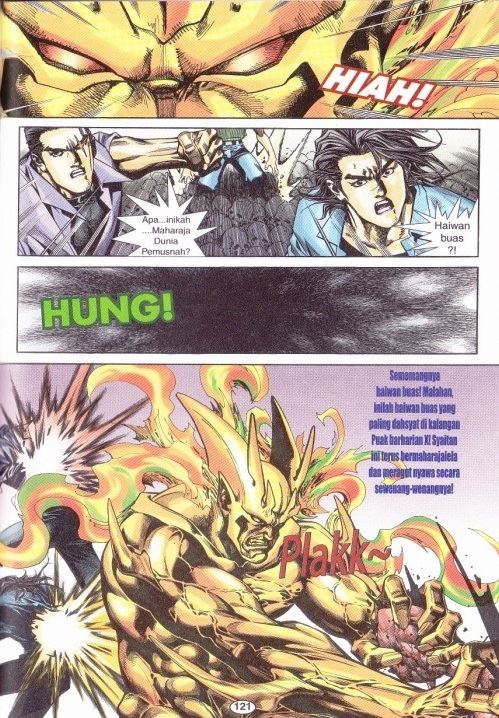 HIAH!
Apa...inikah
....Maharaja
Dunia
Pemusnah?
Haiwan
buas
?!
HUNG!
Sememangnya
haiwan buas! Malahan,
inilah haiwan buas yang
paling dahsyat di kalangan
Puak barbarian XI Syaitan
ini terus bermaharajalela
dan meragut nyawa secara
sewenang-wenangnya!
Plakk~
121